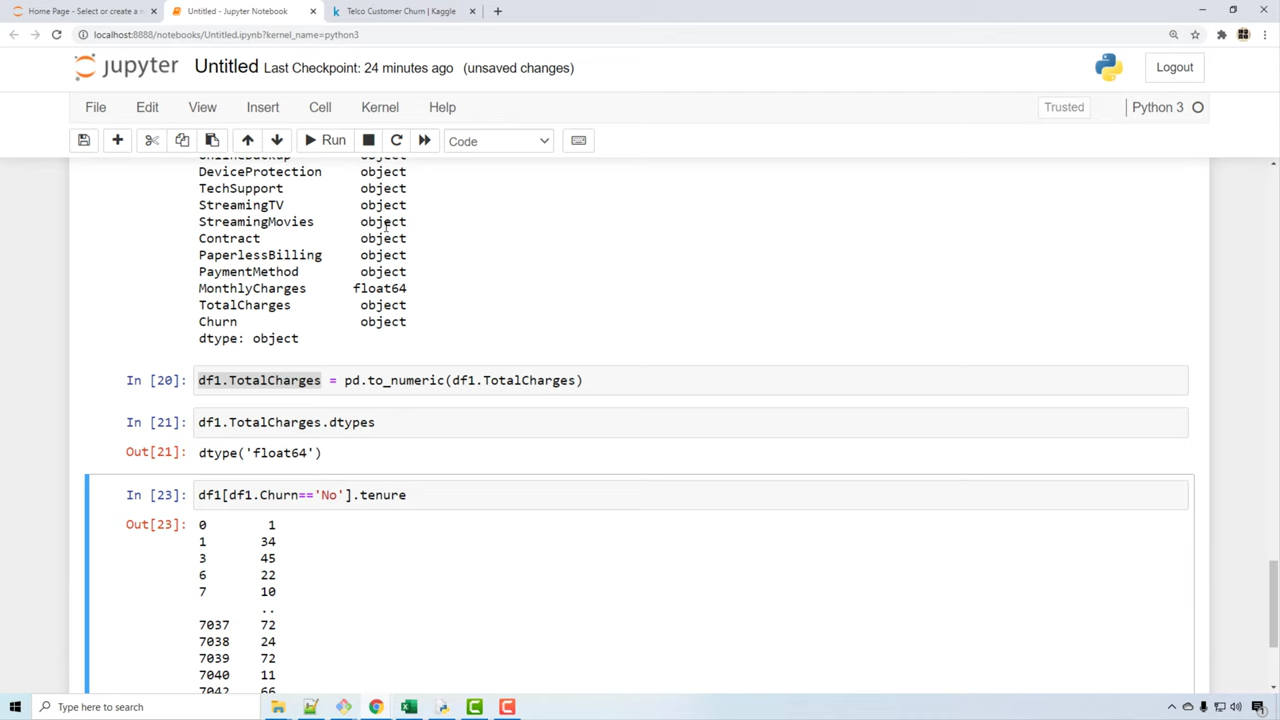 Home Page - Select or create a n
Untitled - Jupyter Notebook
Telco Customer Churn | Kaggle
localhost:8888/notebooks/Untitled.ipynb?kernel_name=python3
jupyter Untitled Last Checkpoint: 24 minutes ago (unsaved changes)
Logout
File Edit View Insert Cell Kernel Help
Trusted
Python 3
Run
Code
OnlineBackup object
DeviceProtection object
TechSupport object
StreamingTV object
StreamingMovies object
Contract object
PaperlessBilling object
PaymentMethod object
MonthlyCharges float64
TotalCharges object
Churn object
dtype: object
In [20]: df1.TotalCharges = pd.to_numeric(df1.TotalCharges)
In [21]: df1.TotalCharges.dtypes
Out[21]: dtype('float64')
In [23]: df1[df1.Churn=='No'].tenure
Out[23]: 0 1
1 34
3 45
6 22
7 10
..
7037 72
7038 24
7039 72
7040 11
7042 66
Type here to search